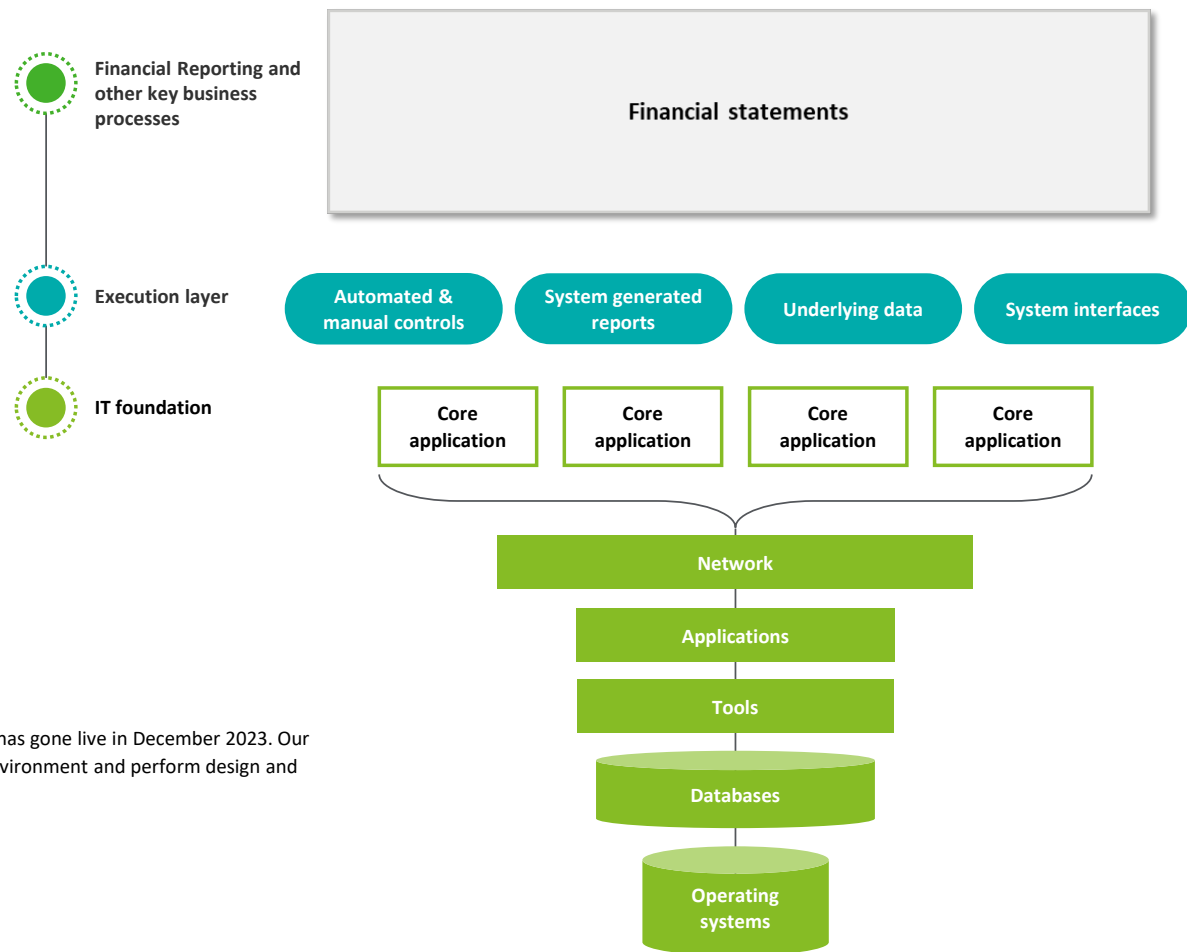 Financial Reporting and
other key business
processes
Financial statements
Execution layer
Automated &
manual controls
System generated
reports
Underlying data
System interfaces
IT foundation
Core
application
Core
application
Core
application
Core
application
Network
Applications
Tools
has gone live in December 2023. Our
vironment and perform design and
Databases
Operating
systems